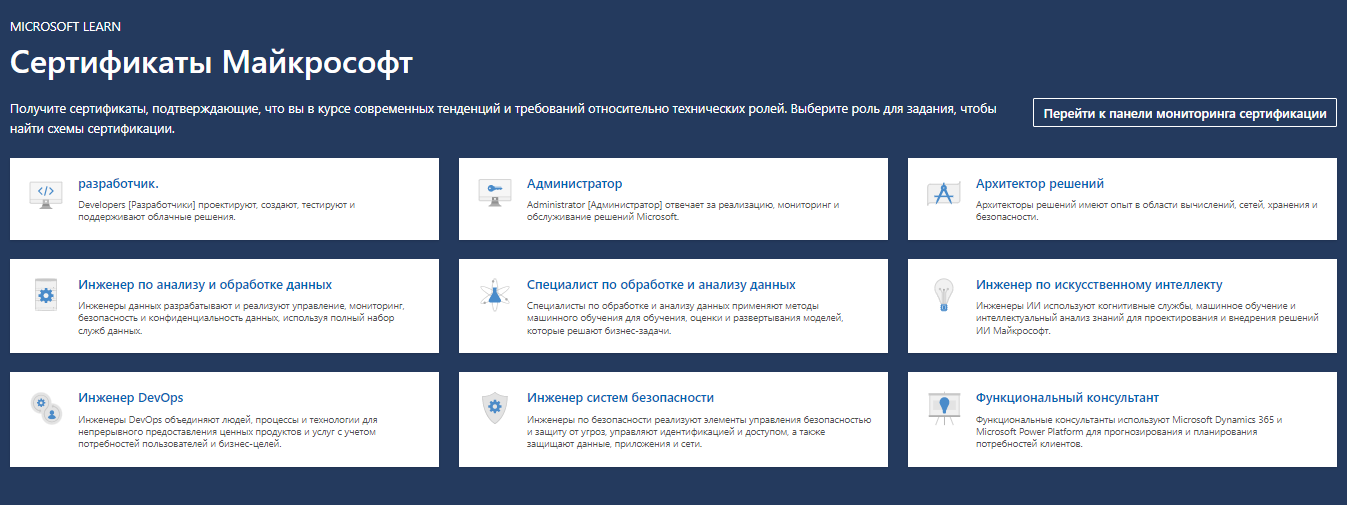 MICROSOFT LEARN
Сертификаты Майкрософт
Получите сертификаты, подтверждающие, что вы в курсе современных тенденций и требований относительно технических ролей. Выберите роль для задания, чтобы
найти схемы сертификации.
Перейти к панели мониторинга сертификации
разработчик.
Developers [Разработчики] проектируют, создают, тестируют и
поддерживают облачные решения.
Администратор
Administrator [Администратор] отвечает за реализацию, мониторинг и
обслуживание решений Microsoft.
Архитектор решений
Архитекторы решений имеют опыт в области вычислений, сетей, хранения и
безопасности.
Инженер по анализу и обработке данных
Инженеры данных разрабатывают и реализуют управление, мониторинг,
безопасность и конфиденциальность данных, используя полный набор
служб данных.
Специалист по обработке и анализу данных
Специалисты по обработке и анализу данных применяют методы
машинного обучения для обучения, оценки и развертывания моделей,
которые решают бизнес-задачи.
Инженер по искусственному интеллекту
Инженеры ИИ используют когнитивные службы, машинное обучение и
интеллектуальный анализ знаний для проектирования и внедрения решений
ИИ Майкрософт.
Инженер DevOps
Инженеры DevOps объединяют людей, процессы и технологии для
непрерывного предоставления ценных продуктов и услуг с учетом
потребностей пользователей и бизнес-целей.
Инженер систем безопасности
Инженеры по безопасности реализуют элементы управления безопасностью
и защиту от угроз, управляют идентификацией и доступом, а также
защищают данные, приложения и сети.
Функциональный консультант
Функциональные консультанты используют Microsoft Dynamics 365 и
Microsoft Power Platform для прогнозирования и планирования
потребностей клиентов.